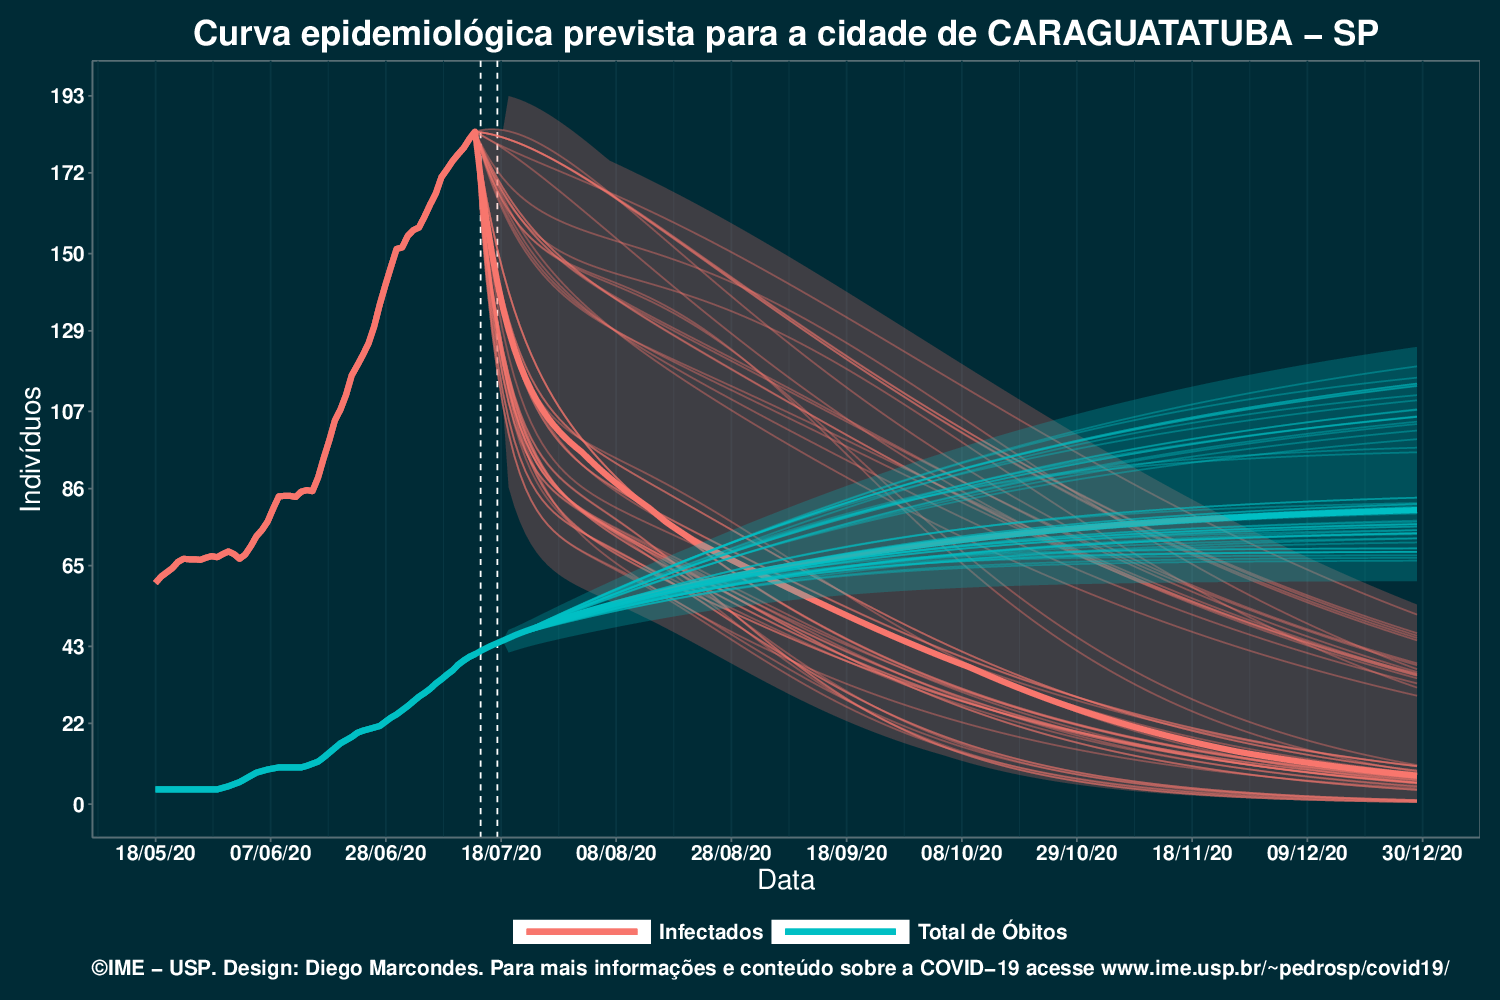 Curva epidemiológica prevista para a cidade de CARAGUATATUBA – SP
193
172
150
129
107
86
65
43
22
0
Indivíduos
18/05/20 07/06/20 28/06/20 18/07/20 08/08/20 28/08/20 18/09/20 08/10/20 29/10/20 18/11/20 09/12/20 30/12/20
Data
Infectados Total de Óbitos
©IME – USP. Design: Diego Marcondes. Para mais informações e conteúdo sobre a COVID–19 acesse www.ime.usp.br/~pedrosp/covid19/